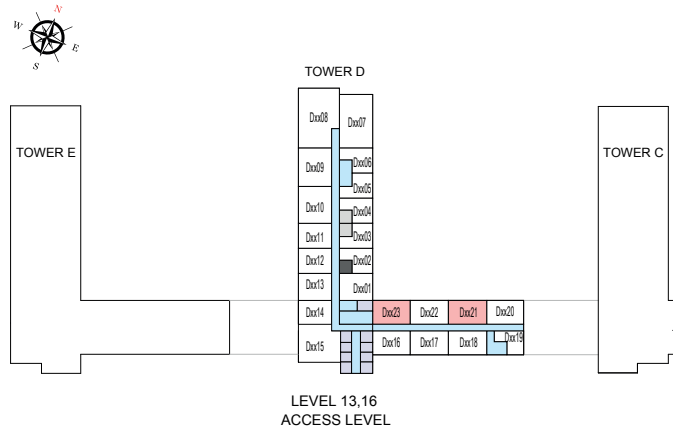 N
W
E
S
TOWER D
Dxx08
Dxx07
TOWER E
TOWER C
Dxx09
Dxx06
Dxx05
Dxx10
Dxx04
Dxx11
Dxx03
Dxx12
Dxx02
Dxx13
Dxx01
Dxx14
Dxx23
Dxx22
Dxx21
Dxx20
Dxx15
Dxx16
Dxx17
Dxx18
Dxx19
LEVEL 13,16
ACCESS LEVEL